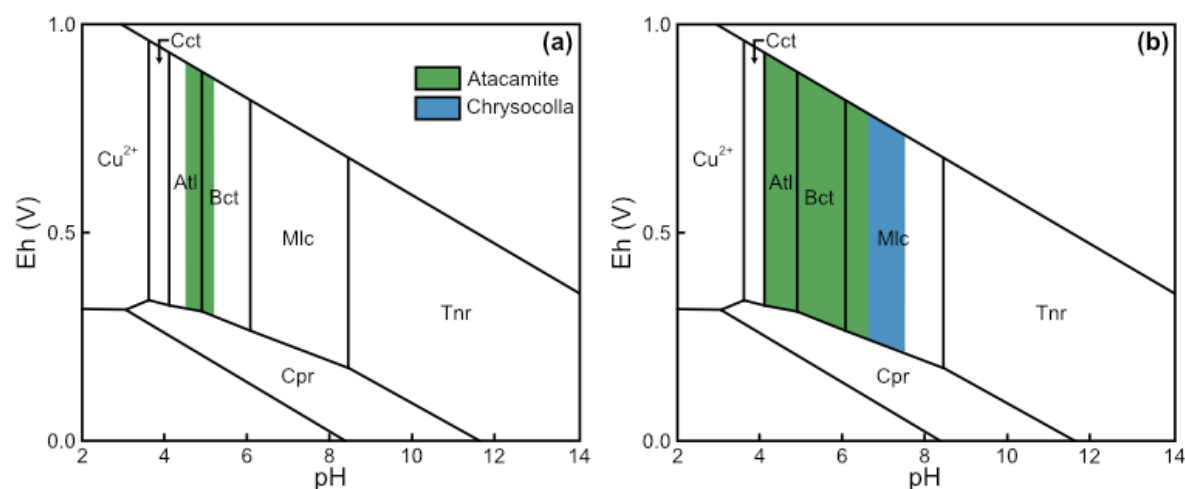 1.0
Cct
(a)
Atacamite
Chrysocolla
Cu²⁺
Atl
Bct
Eh (V)
0.5
Mlc
Tnr
Cpr
0.0
2 4 6 8 10 12 14
pH
1.0
Cct
(b)
Cu²⁺
Atl
Bct
Eh (V)
0.5
Mlc
Tnr
Cpr
0.0
2 4 6 8 10 12 14
pH